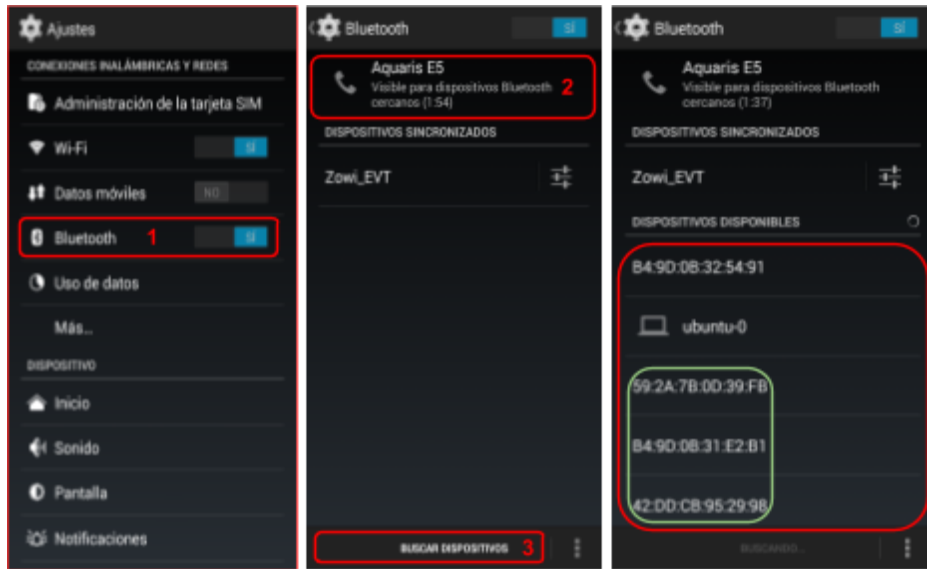 Ajustes
CONEXIONES INALÁMBRICAS Y REDES
Administración de la tarjeta SIM
Wi-Fi SÍ
Datos móviles NO
Bluetooth 1 SÍ
Uso de datos
Más...
DISPOSITIVO
Inicio
Sonido
Pantalla
Notificaciones
Bluetooth SÍ
Aquaris E5
Visible para dispositivos Bluetooth 2
cercanos (1:54)
DISPOSITIVOS SINCRONIZADOS
Zowi_EVT
BUSCAR DISPOSITIVOS 3
Bluetooth SÍ
Aquaris E5
Visible para dispositivos Bluetooth
cercanos (1:37)
DISPOSITIVOS SINCRONIZADOS
Zowi_EVT
DISPOSITIVOS DISPONIBLES
B4:9D:0B:32:54:91
ubuntu-0
59:2A:7B:0D:39:FB
B4:9D:0B:31:E2:B1
42:DD:CB:95:29:98
BUSCANDO...